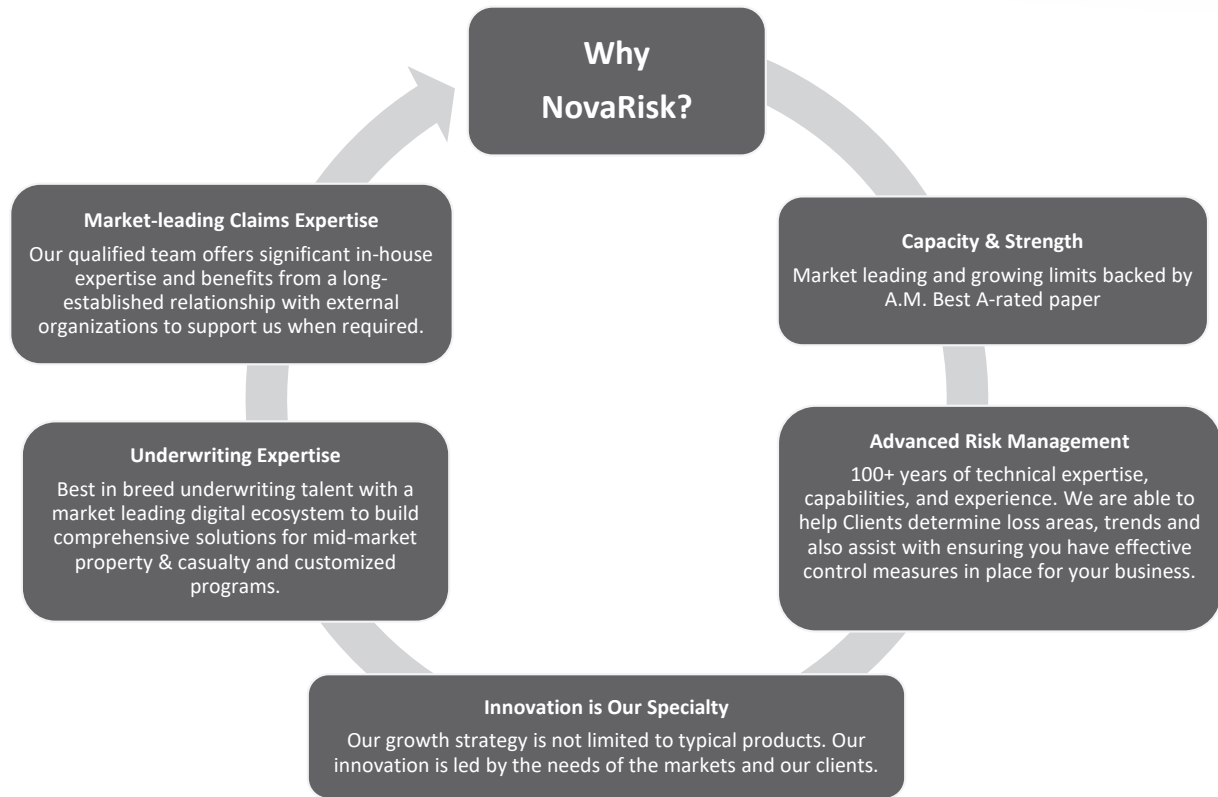 Why
NovaRisk?
Capacity & Strength
Market leading and growing limits backed by
A.M. Best A-rated paper
Advanced Risk Management
100+ years of technical expertise,
capabilities, and experience. We are able to
help Clients determine loss areas, trends and
also assist with ensuring you have effective
control measures in place for your business.
Innovation is Our Specialty
Our growth strategy is not limited to typical products. Our
innovation is led by the needs of the markets and our clients.
Underwriting Expertise
Best in breed underwriting talent with a
market leading digital ecosystem to build
comprehensive solutions for mid-market
property & casualty and customized
programs.
Market-leading Claims Expertise
Our qualified team offers significant in-house
expertise and benefits from a long-
established relationship with external
organizations to support us when required.